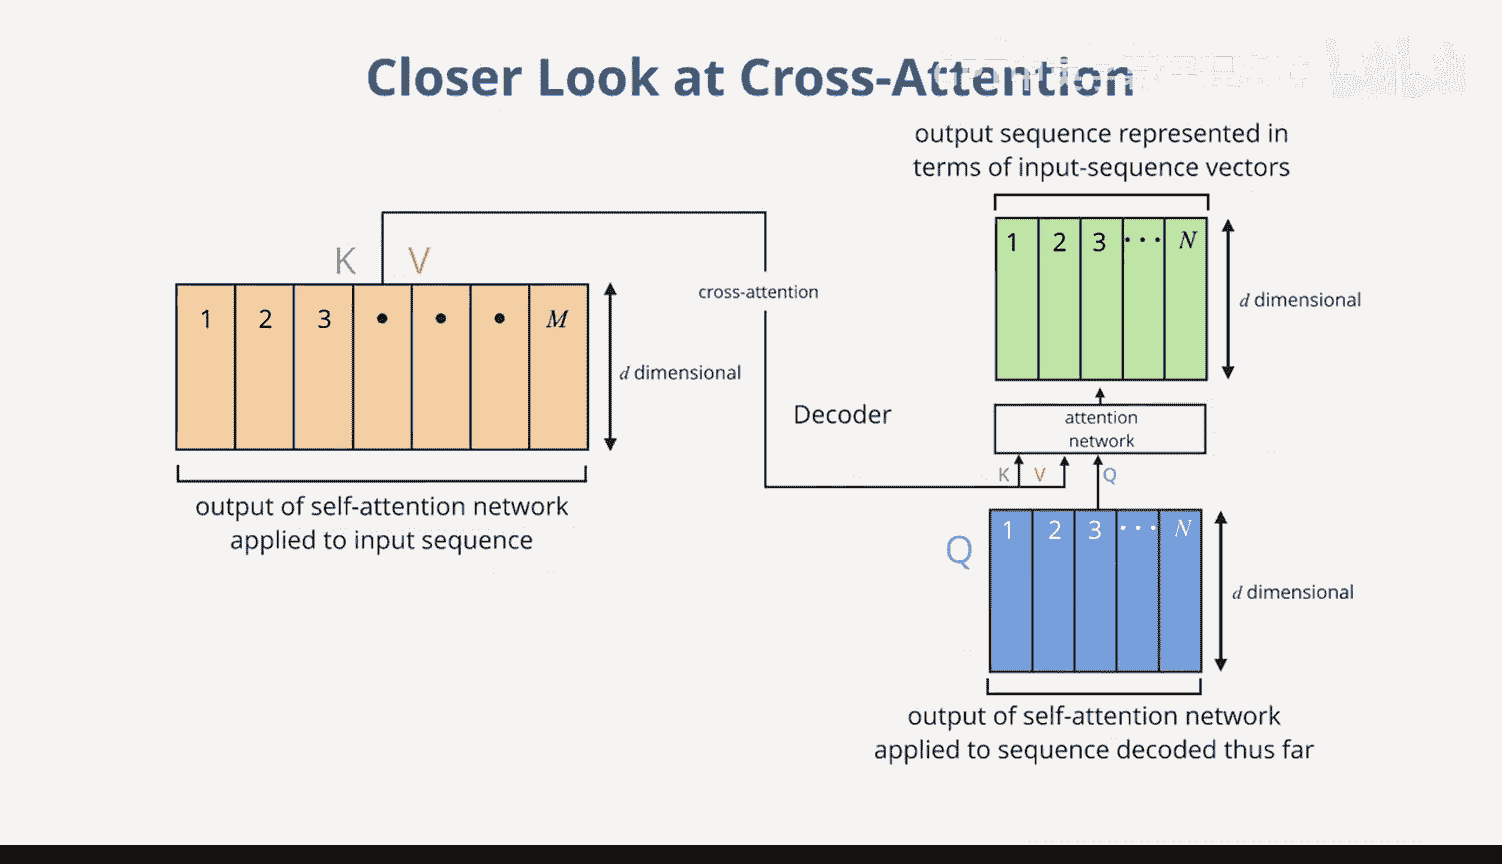 Closer Look at Cross-Attention
output sequence represented in
terms of input-sequence vectors
1 2 3 ••• N
d dimensional
K V
1 2 3 • • • M
d dimensional
cross-attention
Decoder
attention
network
K V Q
output of self-attention network
applied to input sequence
Q
1 2 3 ••• N
d dimensional
output of self-attention network
applied to sequence decoded thus far